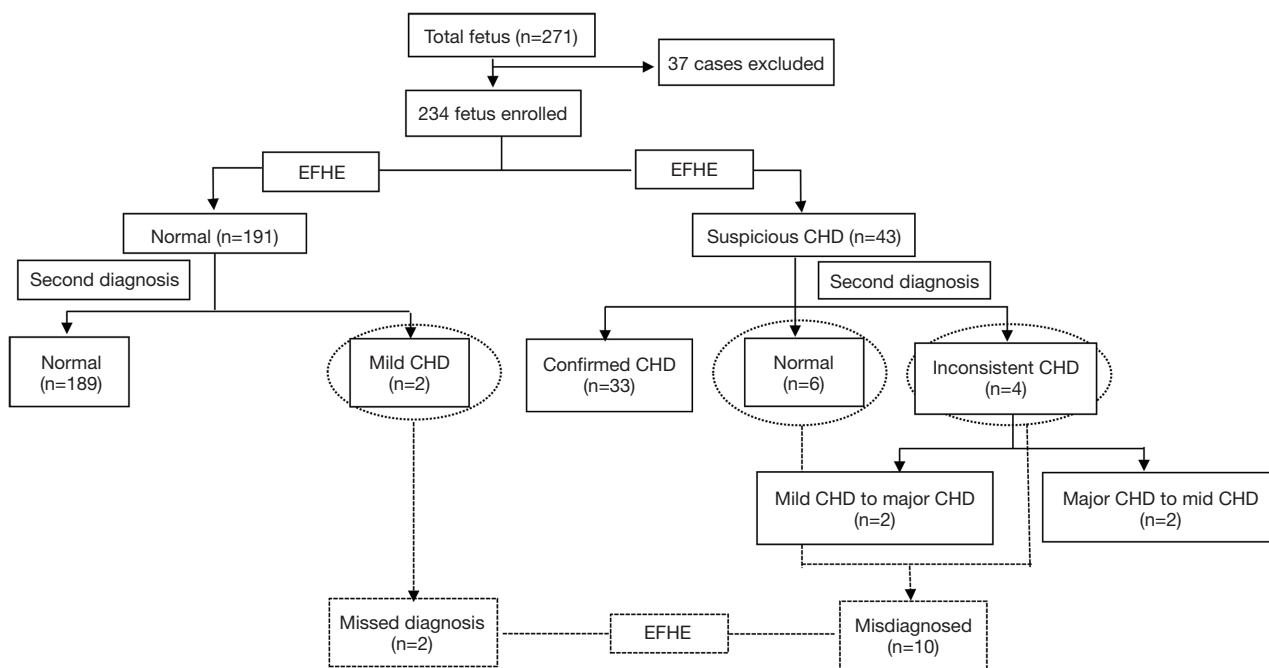 Total fetus (n=271)
37 cases excluded
234 fetus enrolled
EFHE
EFHE
Normal (n=191)
Suspicious CHD (n=43)
Second diagnosis
Second diagnosis
Normal
(n=189)
Mild CHD
(n=2)
Confirmed CHD
(n=33)
Normal
(n=6)
Inconsistent CHD
(n=4)
Mild CHD to major CHD
(n=2)
Major CHD to mid CHD
(n=2)
Missed diagnosis
(n=2)
EFHE
Misdiagnosed
(n=10)